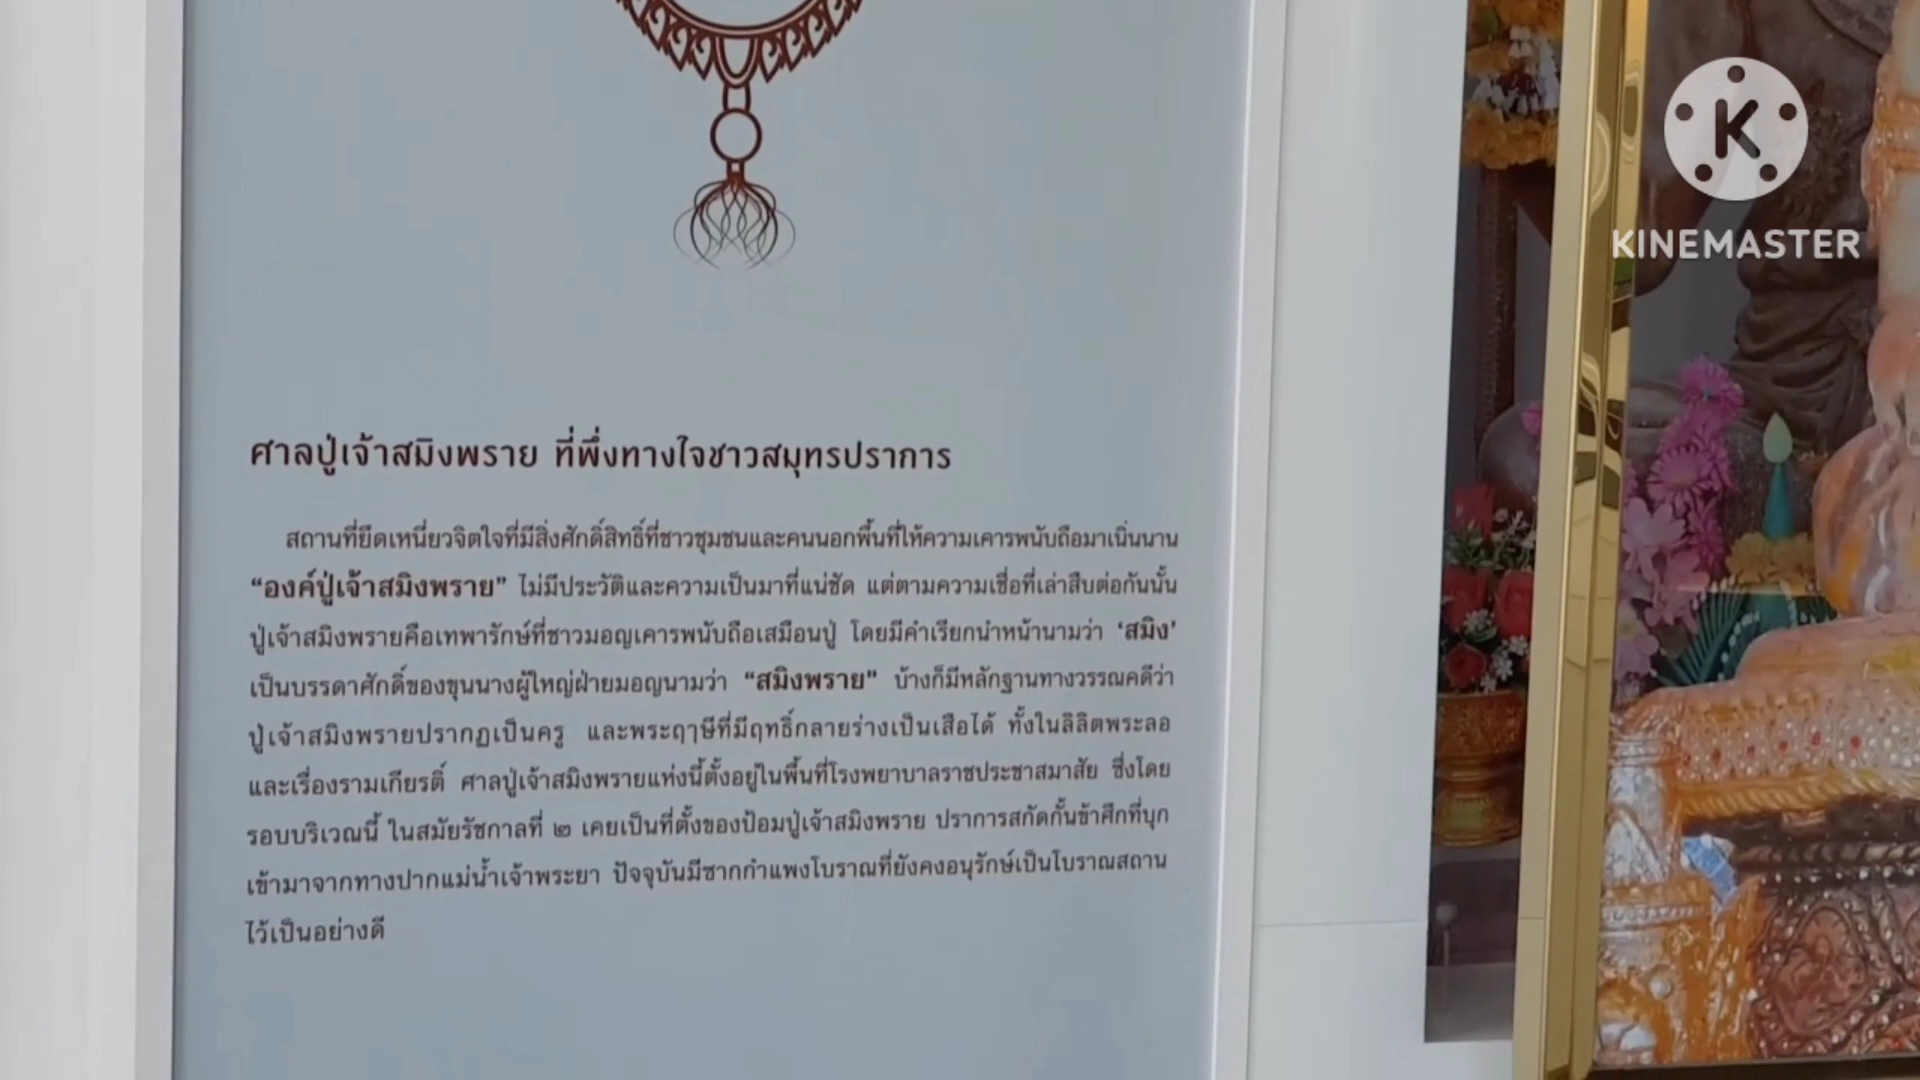 ศาลปู่เจ้าสมิงพราย ที่พึ่งทางใจชาวสมุทรปราการ
สถานที่ยึดเหนี่ยวจิตใจที่มีสิ่งศักดิ์สิทธิ์ที่ชาวชุมชนและคนนอกพื้นที่ให้ความเคารพนับถือมาเนิ่นนาน
“องค์ปู่เจ้าสมิงพราย” ไม่มีประวัติและความเป็นมาที่แน่ชัด แต่ตามความเชื่อที่เล่าสืบต่อกันนั้น
ปู่เจ้าสมิงพรายคือเทพารักษ์ที่ชาวมอญเคารพนับถือเสมือนปู่ โดยมีคำเรียกนำหน้านามว่า ‘สมิง’
เป็นบรรดาศักดิ์ของขุนนางผู้ใหญ่ฝ่ายมอญนามว่า “สมิงพราย” บ้างก็มีหลักฐานทางวรรณคดีว่า
ปู่เจ้าสมิงพรายปรากฏเป็นครู และพระฤๅษีที่มีฤทธิ์กลายร่างเป็นเสือได้ ทั้งในลิลิตพระลอ
และเรื่องรามเกียรติ์ ศาลปู่เจ้าสมิงพรายแห่งนี้ตั้งอยู่ในพื้นที่โรงพยาบาลราชประชาสมาสัย ซึ่งโดย
รอบบริเวณนี้ ในสมัยรัชกาลที่ ๒ เคยเป็นที่ตั้งของป้อมปู่เจ้าสมิงพราย ปราการสกัดกั้นข้าศึกที่บุก
เข้ามาจากทางปากแม่น้ำเจ้าพระยา ปัจจุบันมีซากกำแพงโบราณที่ยังคงอนุรักษ์เป็นโบราณสถาน
ไว้เป็นอย่างดี
K
KINEMASTER